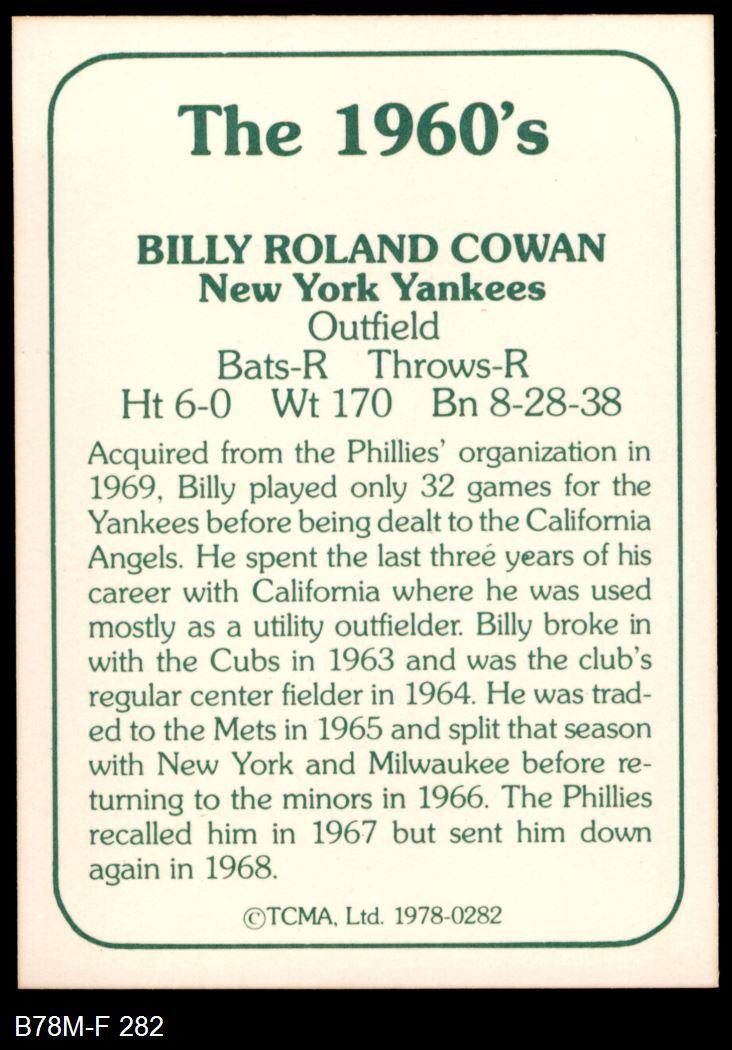 The 1960's
BILLY ROLAND COWAN
New York Yankees
Outfield
Bats-R Throws-R
Ht 6-0 Wt 170 Bn 8-28-38
Acquired from the Phillies' organization in
1969, Billy played only 32 games for the
Yankees before being dealt to the California
Angels. He spent the last three years of his
career with California where he was used
mostly as a utility outfielder. Billy broke in
with the Cubs in 1963 and was the club's
regular center fielder in 1964. He was trad-
ed to the Mets in 1965 and split that season
with New York and Milwaukee before re-
turning to the minors in 1966. The Phillies
recalled him in 1967 but sent him down
again in 1968.
©TCMA, Ltd. 1978-0282
B78M-F 282